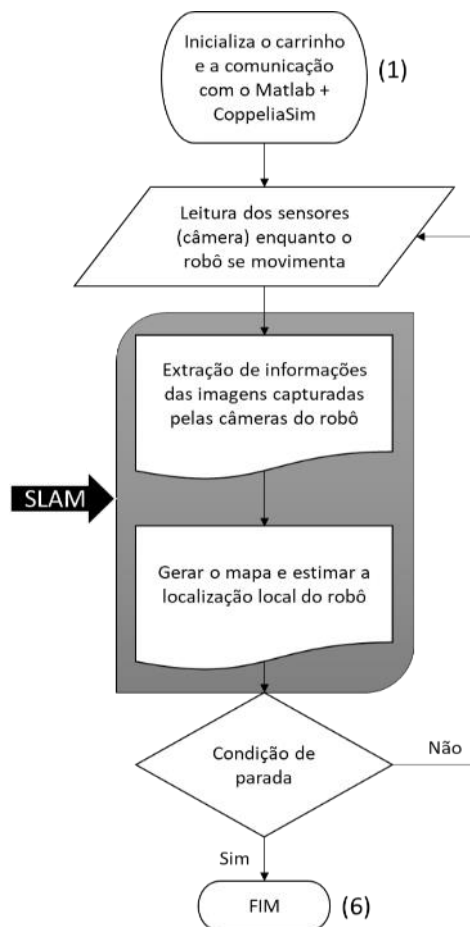 Inicializa o carrinho
e a comunicação
com o Matlab +
CoppeliaSim
(1)
Leitura dos sensores
(câmera) enquanto o
robô se movimenta
Extração de informações
das imagens capturadas
pelas câmeras do robô
SLAM
Gerar o mapa e estimar a
localização local do robô
Condição de
parada
Não
Sim
FIM
(6)